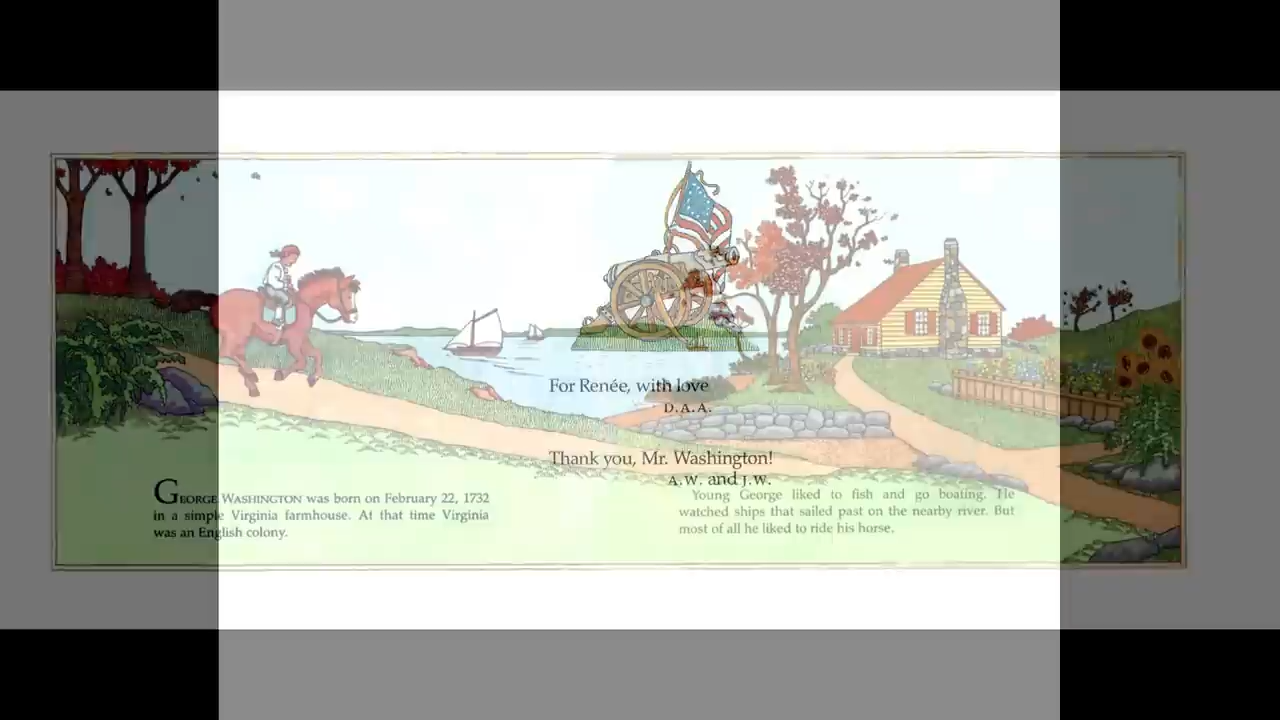 For Renée, with love
D.A.A.
Thank you, Mr. Washington!
A.W. and J.W.
GEORGE WASHINGTON was born on February 22, 1732
in a simple Virginia farmhouse. At that time Virginia
was an English colony.
Young George liked to fish and go boating. He
watched ships that sailed past on the nearby river. But
most of all he liked to ride his horse.